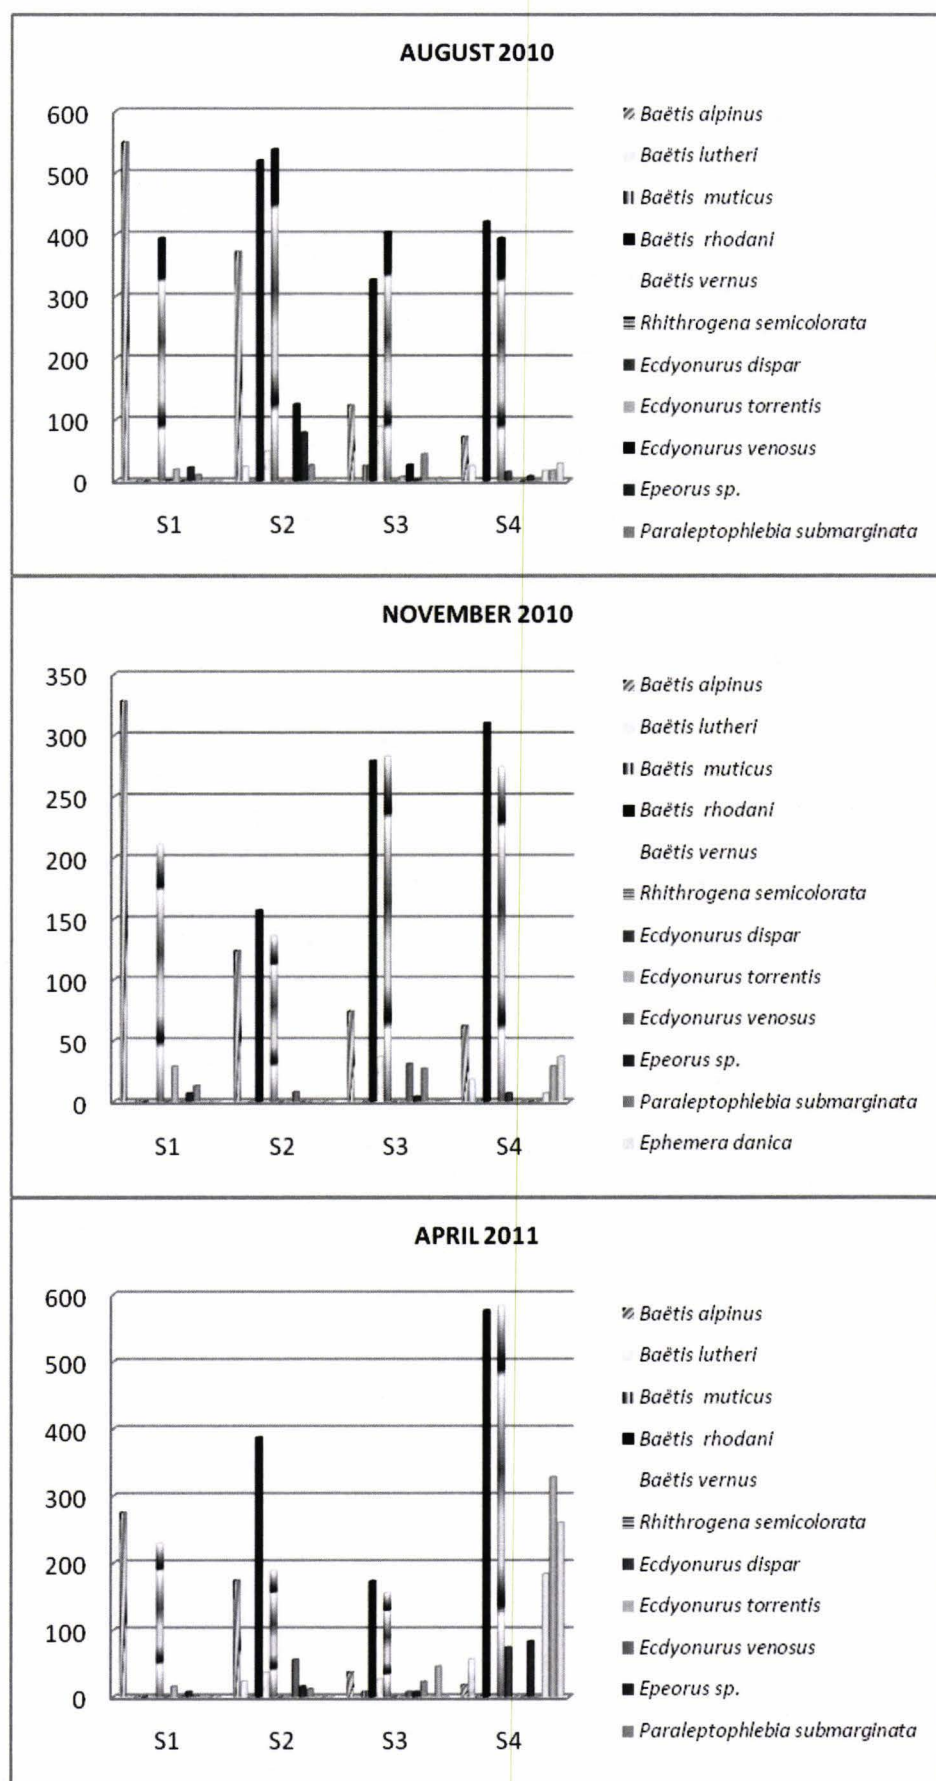 AUGUST 2010
600
500
400
300
200
100
0
S1 S2 S3 S4
Baëtis alpinus
Baëtis lutheri
Baëtis muticus
Baëtis rhodani
Baëtis vernus
Rhithrogena semicolorata
Ecdyonurus dispar
Ecdyonurus torrentis
Ecdyonurus venosus
Epeorus sp.
Paraleptophlebia submarginata
NOVEMBER 2010
350
300
250
200
150
100
50
0
S1 S2 S3 S4
Baëtis alpinus
Baëtis lutheri
Baëtis muticus
Baëtis rhodani
Baëtis vernus
Rhithrogena semicolorata
Ecdyonurus dispar
Ecdyonurus torrentis
Ecdyonurus venosus
Epeorus sp.
Paraleptophlebia submarginata
Ephemera danica
APRIL 2011
600
500
400
300
200
100
0
S1 S2 S3 S4
Baëtis alpinus
Baëtis lutheri
Baëtis muticus
Baëtis rhodani
Baëtis vernus
Rhithrogena semicolorata
Ecdyonurus dispar
Ecdyonurus torrentis
Ecdyonurus venosus
Epeorus sp.
Paraleptophlebia submarginata